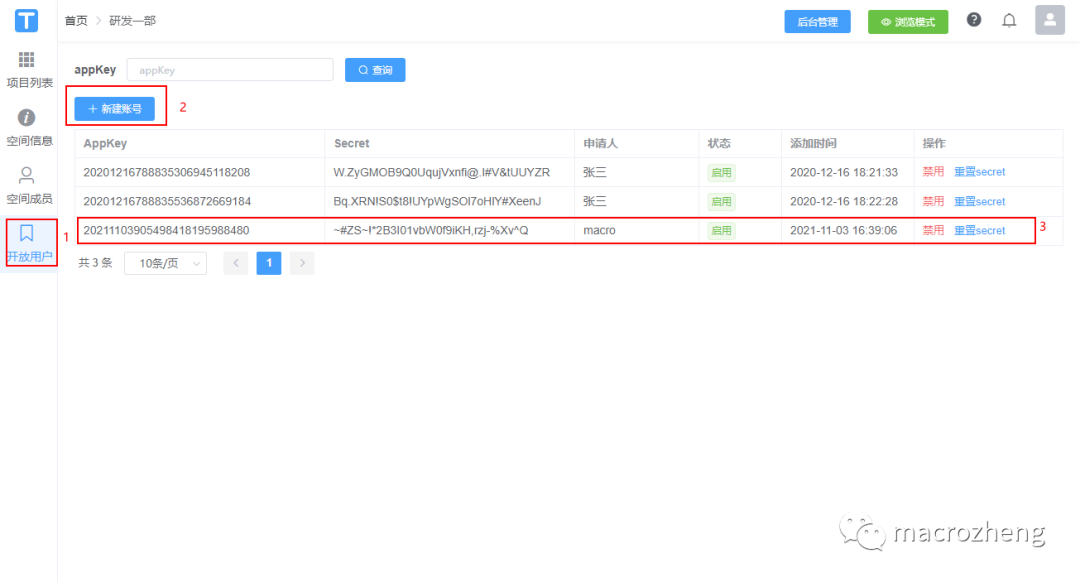 T
首页 > 研发一部
后台管理
浏览模式
项目列表
空间信息
空间成员
开放用户
1
appKey appKey 查询
+ 新建账号
2
AppKey Secret 申请人 状态 添加时间 操作
20201216788835306945118208 W.ZyGMOB9Q0UqujVxnfi@.I#V&tUUYZR 张三 启用 2020-12-16 18:21:33 禁用 重置secret
20201216788835536872669184 Bq.XRNIS0$t8IUYpWgSOI7oHIY#XeenJ 张三 启用 2020-12-16 18:22:28 禁用 重置secret
20211103905498418195988480 ~#ZS~I*2B3I01vbW0f9iKH,rzj-%Xv^Q macro 启用 2021-11-03 16:39:06 禁用 重置secret
3
共 3 条 10条/页 < 1 >
macrozheng